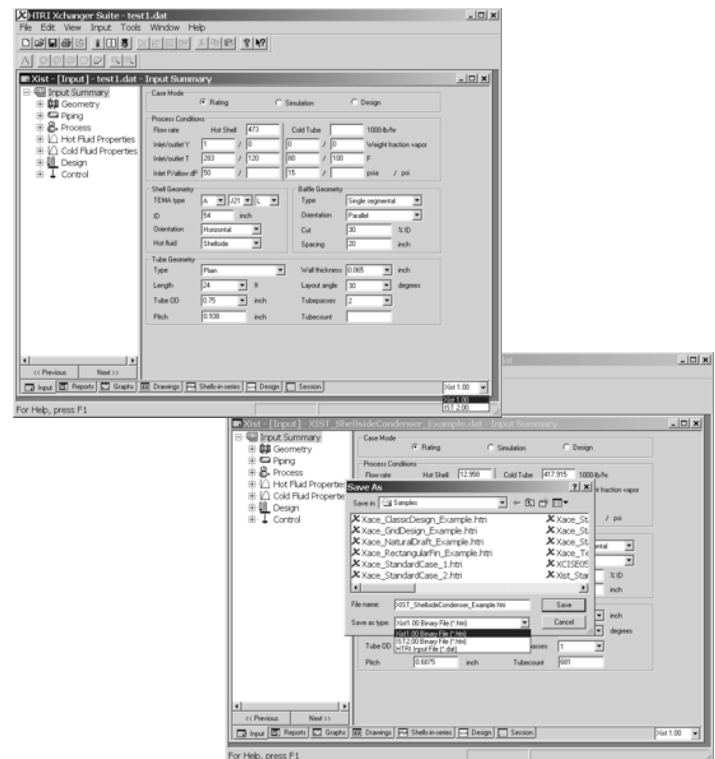 HTRI Xchanger Suite - test1.dat
File Edit View Input Tools Window Help
Xist - [Input] - test1.dat - Input Summary
Input Summary
Geometry
Piping
Process
Hot Fluid Properties
Cold Fluid Properties
Design
Control
Case Mode
Rating Simulation Design
Process Conditions
Flow rate Hot Shell 473 Cold Tube 1000-lb/hr
Inlet/outlet Y 1 / 0 0 / 0 Weight fraction vapor
Inlet/outlet T 283 / 120 80 / 100 F
Inlet P/allow dP 50 / 15 / psia / psi
Shell Geometry
TEMA type A J21 L
ID 54 inch
Orientation Horizontal
Hot fluid Shellside
Baffle Geometry
Type Single segmental
Orientation Parallel
Cut 30 % ID
Spacing 20 inch
Tube Geometry
Type Plain Wall thickness 0.065 inch
Length 24 ft Layout angle 30 degrees
Tube OD 0.75 inch Tubepasses 2
Pitch 0.938 inch Tubecount
<< Previous Next >>
Input Reports Graphs Drawings Shells-in-series Design Session Xist 1.00
Xist 1.00
IST 2.00
For Help, press F1
dat
Xist - [Input] - XIST_ShellsideCondenser_Example.dat - Input Summary
Input Summary
Geometry
Piping
Process
Hot Fluid Properties
Cold Fluid Properties
Design
Control
Case Mode
Rating Simulation Design
Process Conditions
Flow rate Hot Shell 12.958 Cold Tube 417.915 1000-lb/hr
fraction vapor
/ psi
Save As
Save in: Samples
Xace_ClassicDesign_Example.htri
Xace_GridDesign_Example.htri
Xace_NaturalDraft_Example.htri
Xace_RectangularFin_Example.htri
Xace_StandardCase_1.htri
Xace_StandardCase_2.htri
Xace_Sta
Xace_St
Xace_St
Xace_Te
XCISE05
Xist_Star
File name: XIST_ShellsideCondenser_Example.htri Save
Save as type: Xist1.00 Binary File (*.htri) Cancel
Xist1.00 Binary File (*.htri)
IST2.00 Binary File (*.htri)
HTRI Input File (*.dat)
ental
% ID
inch
inch
degrees
Tube OD passes 1
Pitch 0.6875 inch Tubecount 681
<< Previous Next >>
Input Reports Graphs Drawings Shells-in-series Design Session Xist 1.00
For Help, press F1